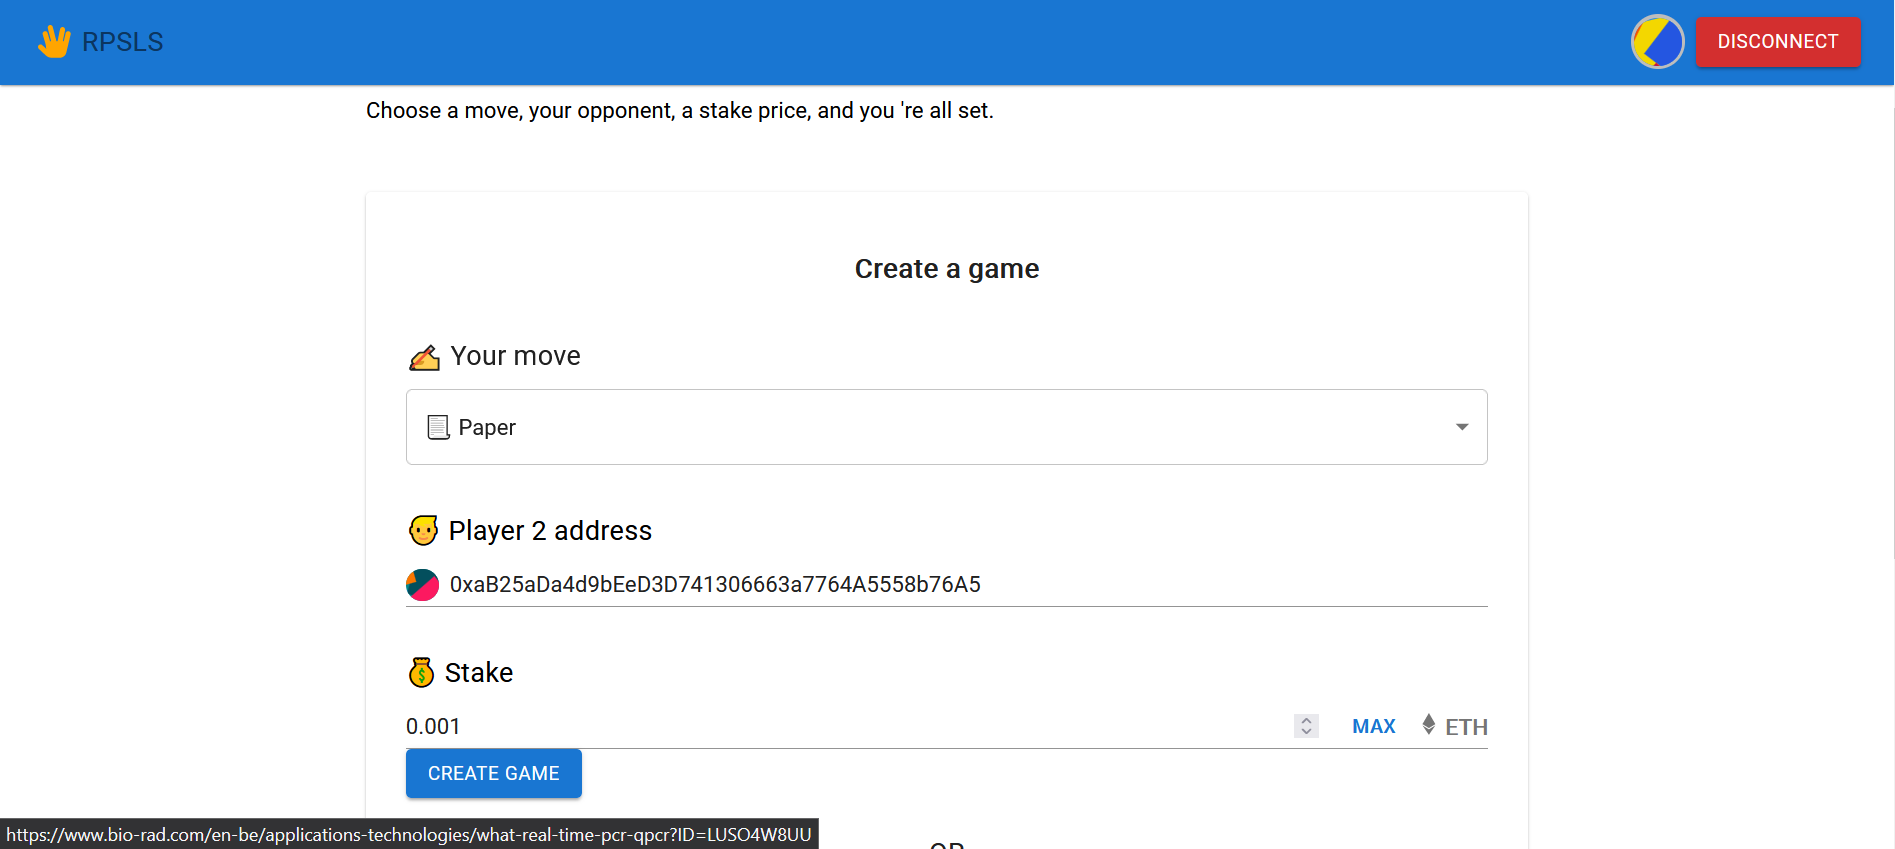 RPSLS
DISCONNECT
Choose a move, your opponent, a stake price, and you 're all set.
Create a game
Your move
Paper
Player 2 address
0xaB25aDa4d9bEeD3D741306663a7764A5558b76A5
Stake
0.001
MAX
ETH
CREATE GAME
https://www.bio-rad.com/en-be/applications-technologies/what-real-time-pcr-qpcr?ID=LUSO4W8UU
OR